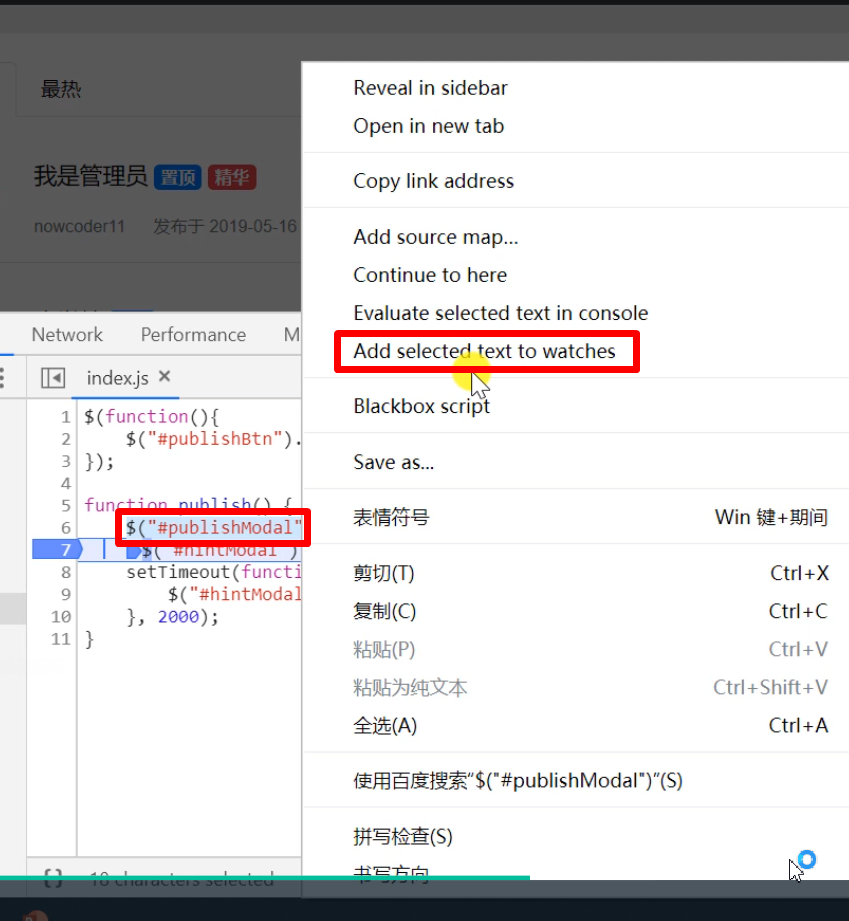 最热
我是管理员 置顶 精华
nowcoder11 发布于 2019-05-16
Network Performance M
index.js ×
1 $(function(){
2 $("#publishBtn").
3 });
4
5 function publish() {
6 $("#publishModal"
7 $("#hintModal")
8 setTimeout(functi
9 $("#hintModal
10 }, 2000);
11 }
{} 18 characters selected
Reveal in sidebar
Open in new tab
Copy link address
Add source map...
Continue to here
Evaluate selected text in console
Add selected text to watches
Blackbox script
Save as...
表情符号 Win 键+期间
剪切(T) Ctrl+X
复制(C) Ctrl+C
粘贴(P) Ctrl+V
粘贴为纯文本 Ctrl+Shift+V
全选(A) Ctrl+A
使用百度搜索“$("#publishModal")”(S)
拼写检查(S)
书写方向